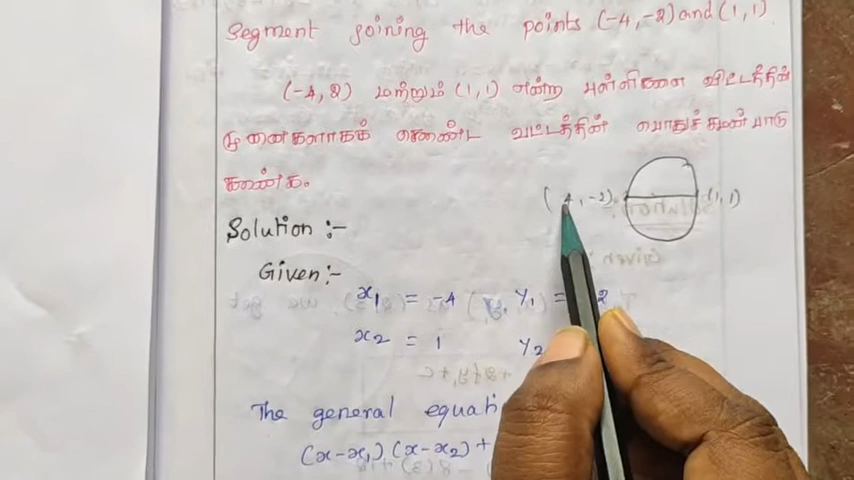 Segment joining the points (-4,-2) and (1,1)
(-4,2) மற்றும் (1,1) என்ற புள்ளிகளை விட்டத்தின்
முனைகளாகக் கொண்ட வட்டத்தின் பொதுச்சமன்பாடு
காண்க.
(4,-2) (1,1)
Solution :-
Given :-
x₁ = -4 y₁ = 2
x₂ = 1 y₂
The general equati
(x-x₁)(x-x₂)+